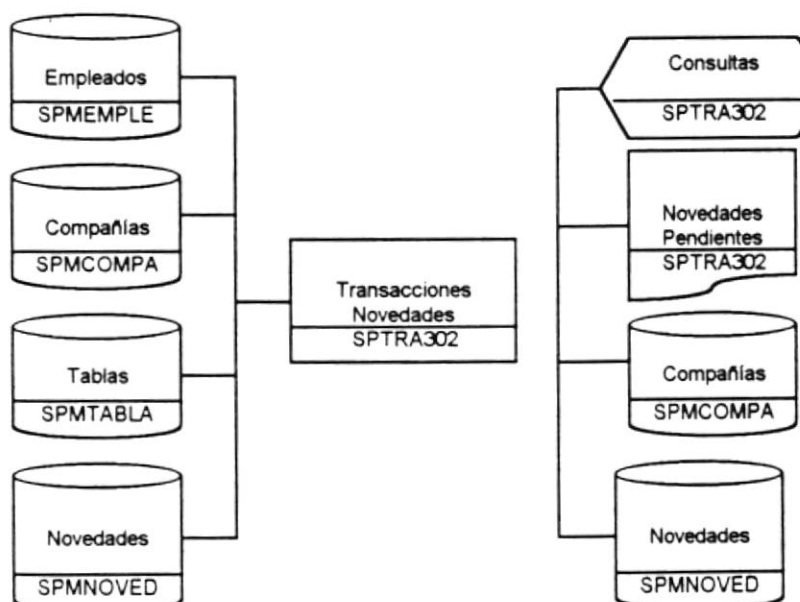 Empleados
SPMEMPLE
Compañías
SPMCOMPA
Tablas
SPMTABLA
Novedades
SPMNOVED
Transacciones
Novedades
SPTRA302
Consultas
SPTRA302
Novedades
Pendientes
SPTRA302
Compañías
SPMCOMPA
Novedades
SPMNOVED